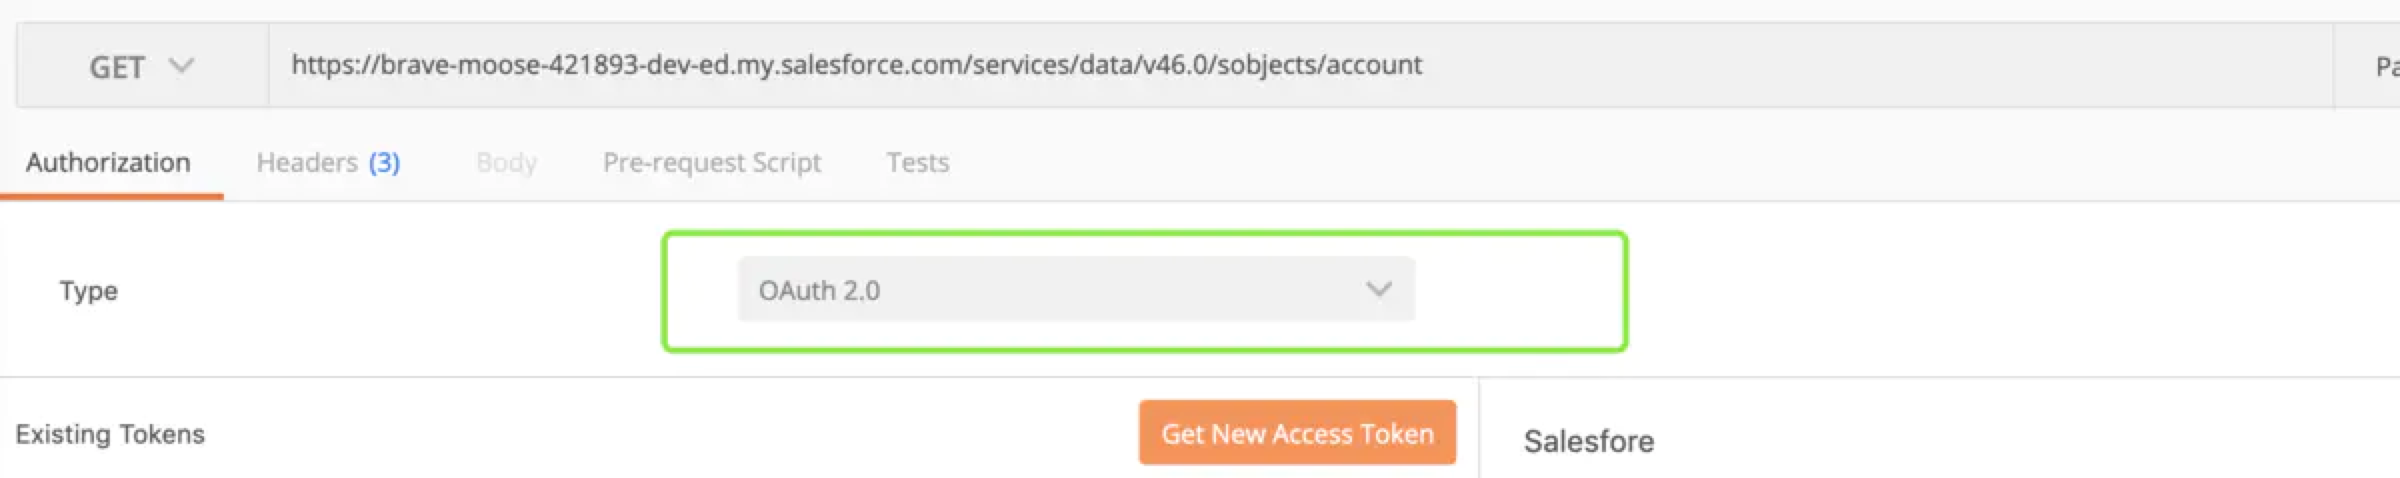 GET https://brave-moose-421893-dev-ed.my.salesforce.com/services/data/v46.0/sobjects/account Pa
Authorization Headers (3) Body Pre-request Script Tests
Type OAuth 2.0
Existing Tokens Get New Access Token Salesfore